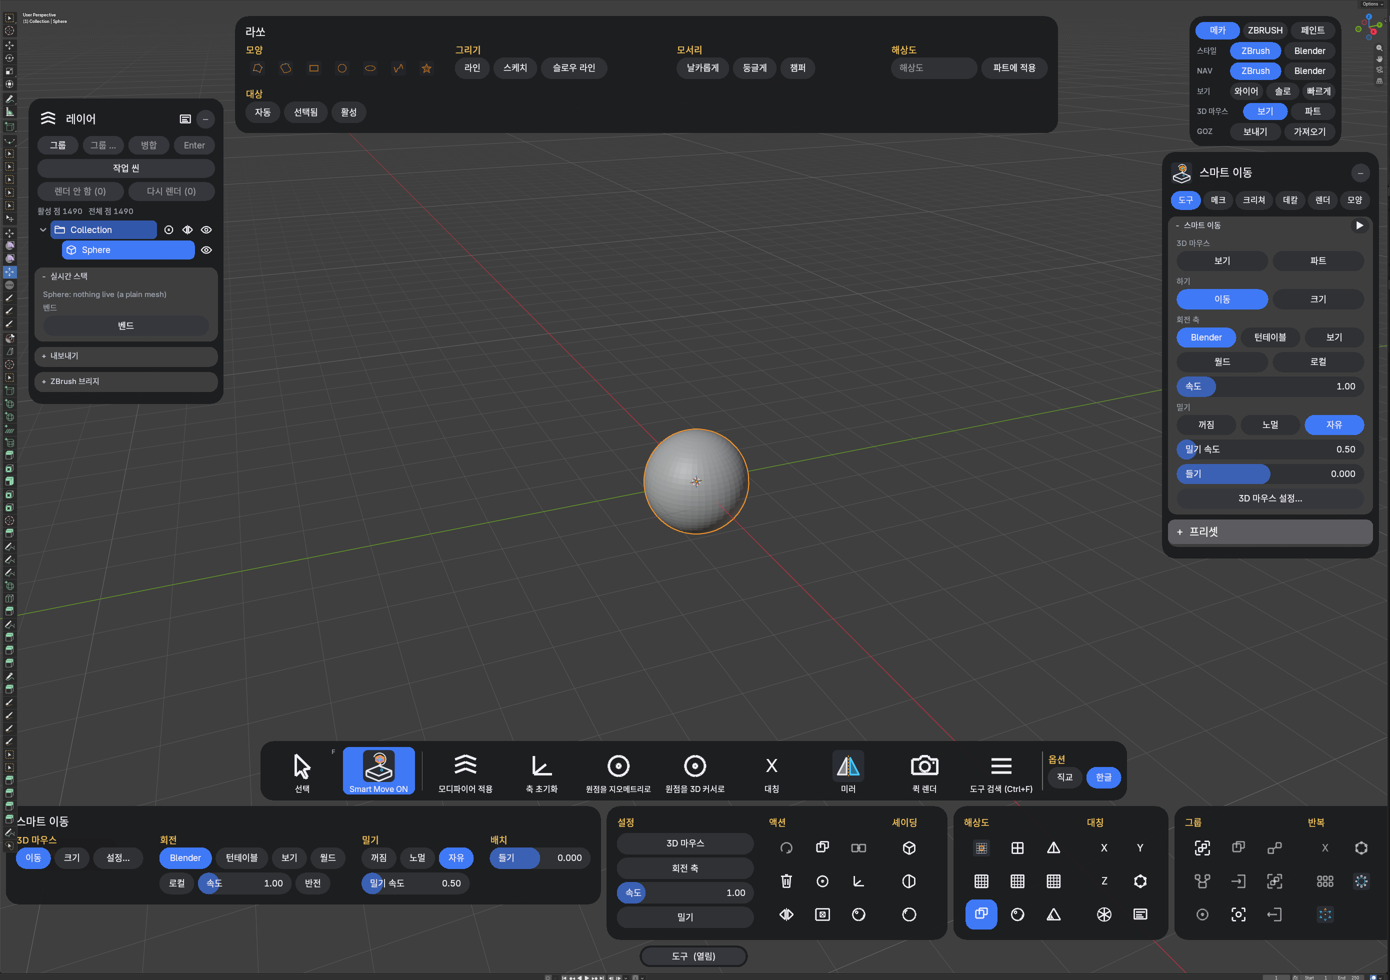 User Perspective
(1) Collection | Sphere
Options
라쏘
모양
그리기
모서리
해상도
라인 스케치 슬로우 라인
날카롭게 둥글게 챔퍼
해상도 파트에 적용
대상
자동 선택됨 활성
메카 ZBRUSH 페인트
스타일 ZBrush Blender
NAV ZBrush Blender
보기 와이어 솔로 빠르게
3D 마우스 보기 파트
GOZ 보내기 가져오기
레이어
그룹 그룹 ... 병합 Enter
작업 씬
렌더 안 함 (0) 다시 렌더 (0)
활성 점 1490 전체 점 1490
Collection
Sphere
- 실시간 스택
Sphere: nothing live (a plain mesh)
벤드
벤드
+ 내보내기
+ ZBrush 브리지
스마트 이동
도구 메크 크리쳐 데칼 렌더 모양
- 스마트 이동
3D 마우스
보기 파트
하기
이동 크기
회전 축
Blender 턴테이블 보기
월드 로컬
속도 1.00
밀기
꺼짐 노멀 자유
밀기 속도 0.50
들기 0.000
3D 마우스 설정...
+ 프리셋
F
선택
Smart Move ON
모디파이어 적용
축 초기화
원점을 지오메트리로
원점을 3D 커서로
X
대칭
미러
퀵 렌더
도구 검색 (Ctrl+F)
옵션
직교 한글
스마트 이동
3D 마우스
회전
밀기
배치
이동 크기 설정...
Blender 턴테이블 보기 월드
꺼짐 노멀 자유
들기 0.000
로컬 속도 1.00 반전
밀기 속도 0.50
설정
3D 마우스
회전 축
속도 1.00
밀기
액션
셰이딩
해상도
대칭
X Y
Z
그룹
반복
X
도구 (열림)
1
Start 1
End 250